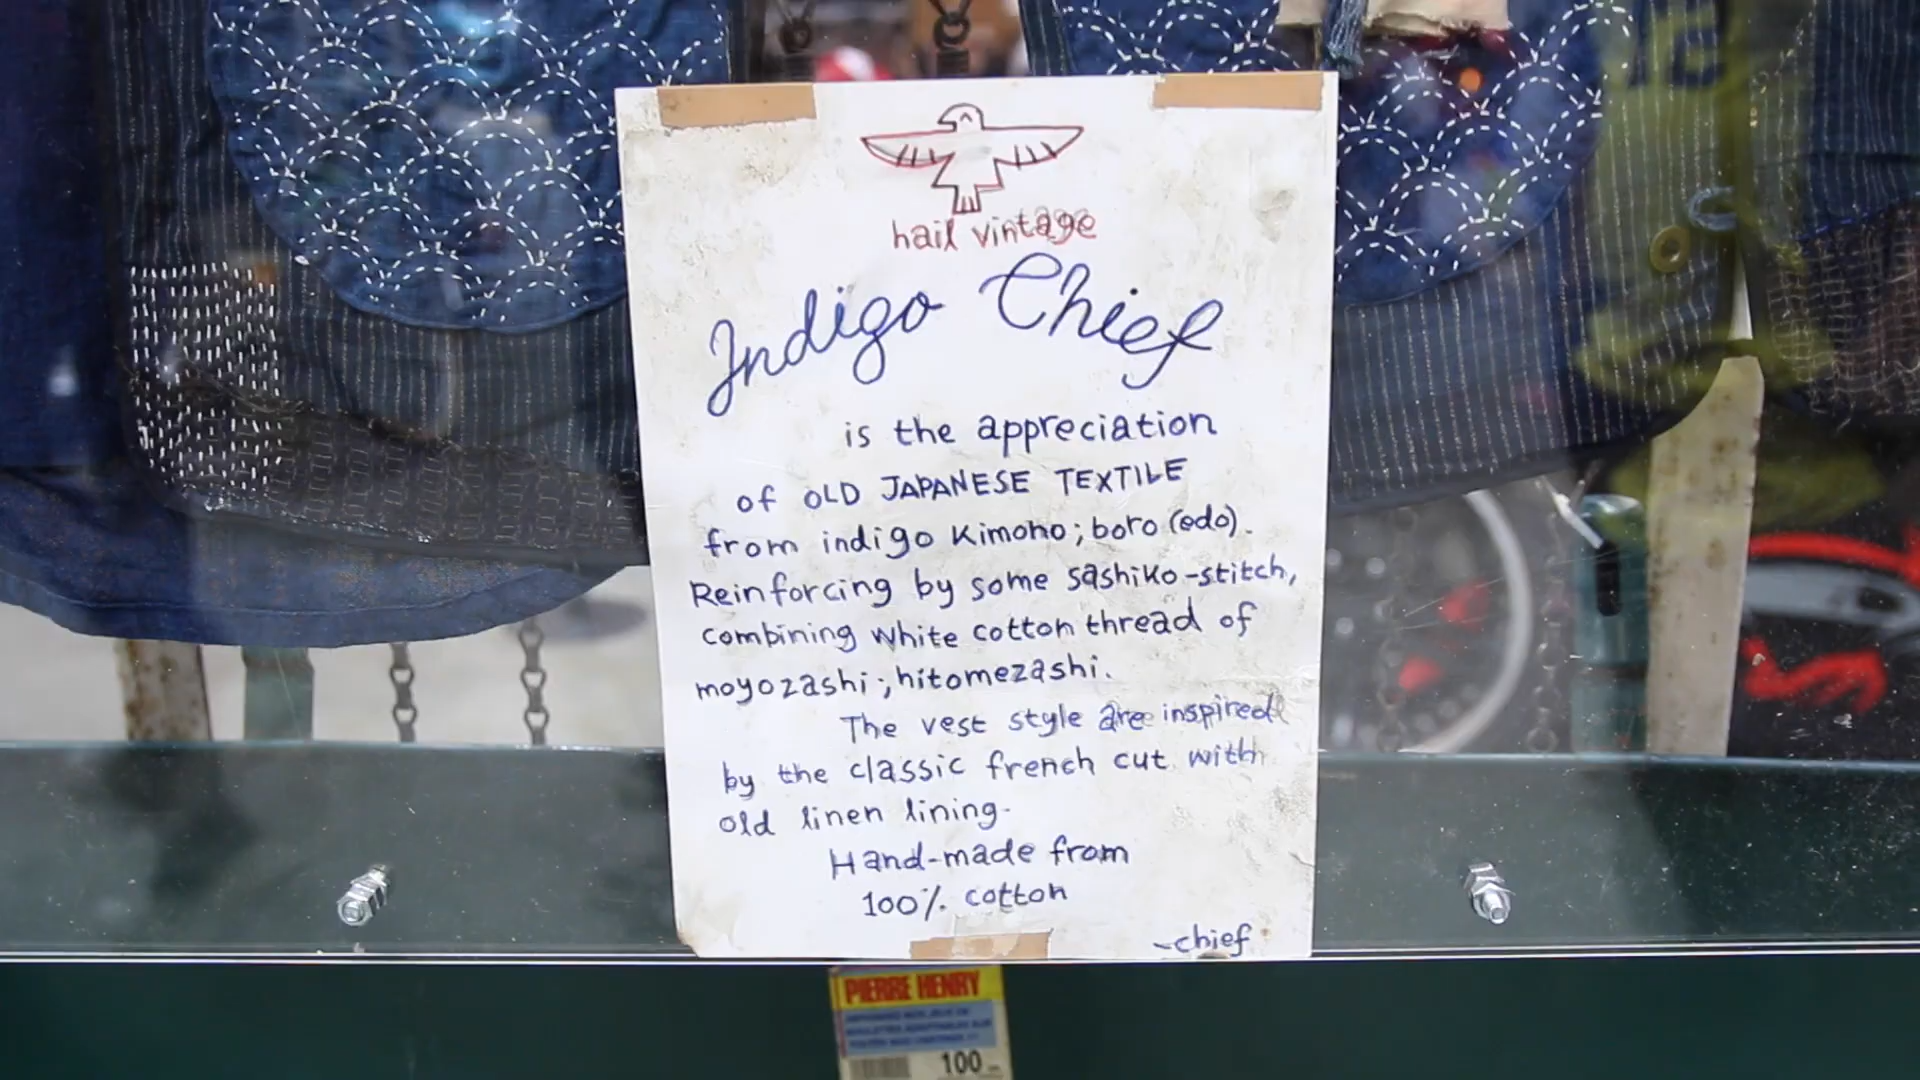 hail vintage
Indigo Chief
is the appreciation
of OLD JAPANESE TEXTILE
from indigo Kimono; boro (edo).
Reinforcing by some sashiko-stitch,
combining white cotton thread of
moyozashi; hitomezashi.
The vest style are inspired
by the classic french cut with
old linen lining.
Hand-made from
100% cotton
-chief
PIERRE HENRY
100